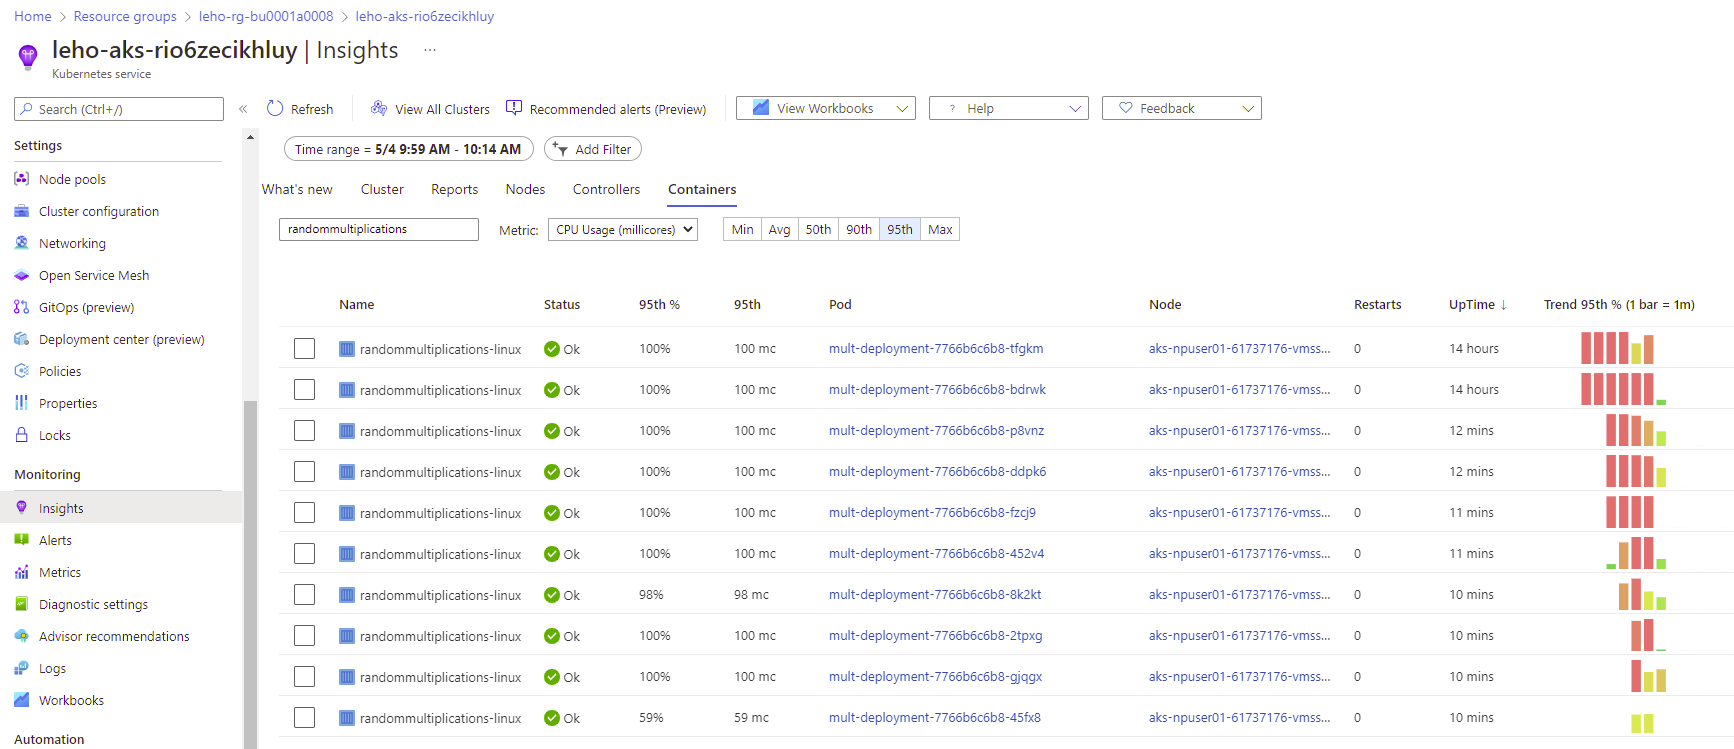 Home > Resource groups > leho-rg-bu0001a0008 > leho-aks-rio6zecikhluy
leho-aks-rio6zecikhluy | Insights ...
Kubernetes service
Search (Ctrl+/) « Refresh View All Clusters Recommended alerts (Preview) View Workbooks ? Help Feedback
Time range = 5/4 9:59 AM - 10:14 AM Add Filter
What's new Cluster Reports Nodes Controllers Containers
randommultiplications Metric: CPU Usage (millicores) Min Avg 50th 90th 95th Max
Settings
Node pools
Cluster configuration
Networking
Open Service Mesh
GitOps (preview)
Deployment center (preview)
Policies
Properties
Locks
Monitoring
Insights
Alerts
Metrics
Diagnostic settings
Advisor recommendations
Logs
Workbooks
Automation
Name Status 95th % 95th Pod Node Restarts UpTime ↓ Trend 95th % (1 bar = 1m)
randommultiplications-linux Ok 100% 100 mc mult-deployment-7766b6c6b8-tfgkm aks-npuser01-61737176-vmss... 0 14 hours
randommultiplications-linux Ok 100% 100 mc mult-deployment-7766b6c6b8-bdrwk aks-npuser01-61737176-vmss... 0 14 hours
randommultiplications-linux Ok 100% 100 mc mult-deployment-7766b6c6b8-p8vnz aks-npuser01-61737176-vmss... 0 12 mins
randommultiplications-linux Ok 100% 100 mc mult-deployment-7766b6c6b8-ddpk6 aks-npuser01-61737176-vmss... 0 12 mins
randommultiplications-linux Ok 100% 100 mc mult-deployment-7766b6c6b8-fzcj9 aks-npuser01-61737176-vmss... 0 11 mins
randommultiplications-linux Ok 100% 100 mc mult-deployment-7766b6c6b8-452v4 aks-npuser01-61737176-vmss... 0 11 mins
randommultiplications-linux Ok 98% 98 mc mult-deployment-7766b6c6b8-8k2kt aks-npuser01-61737176-vmss... 0 10 mins
randommultiplications-linux Ok 100% 100 mc mult-deployment-7766b6c6b8-2tpxg aks-npuser01-61737176-vmss... 0 10 mins
randommultiplications-linux Ok 100% 100 mc mult-deployment-7766b6c6b8-gjqgx aks-npuser01-61737176-vmss... 0 10 mins
randommultiplications-linux Ok 59% 59 mc mult-deployment-7766b6c6b8-45fx8 aks-npuser01-61737176-vmss... 0 10 mins